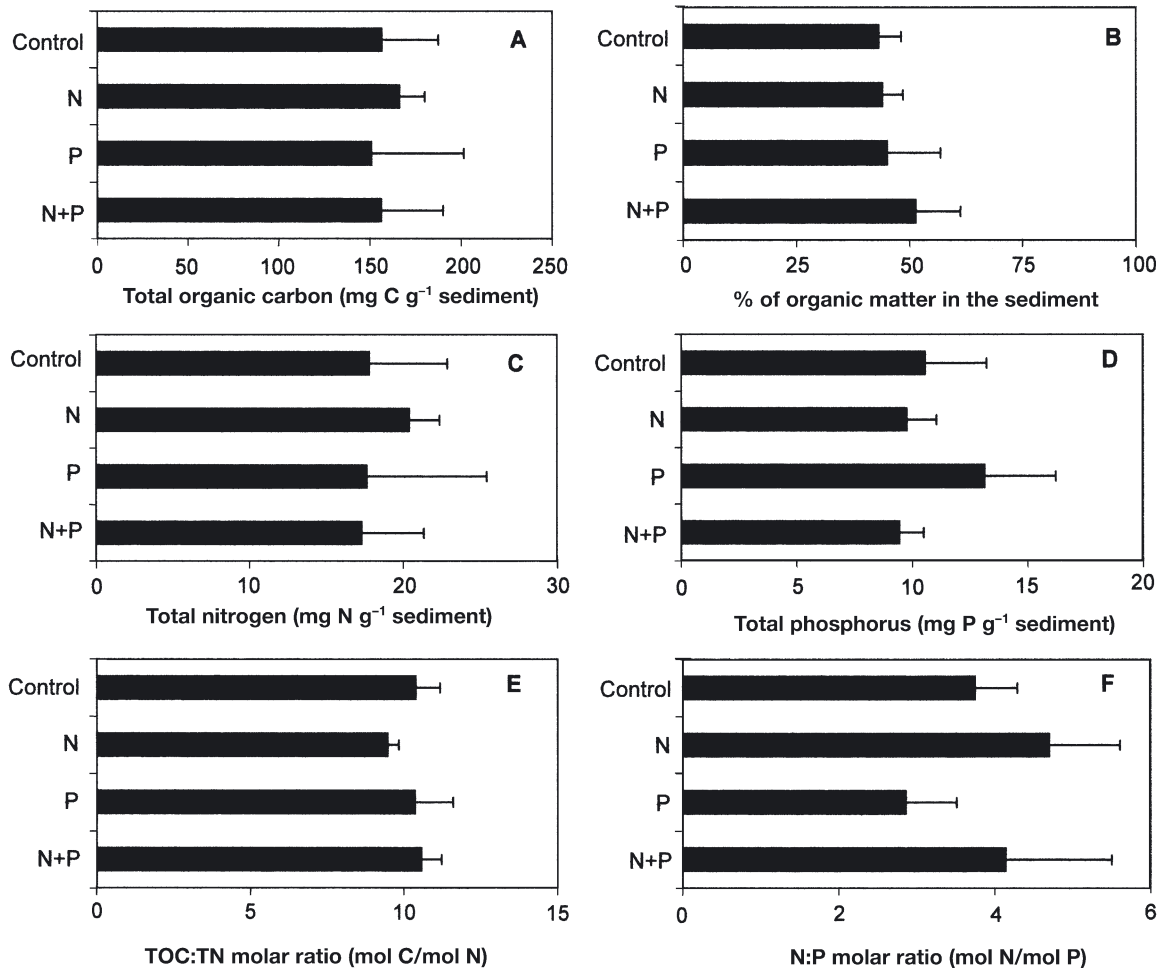 A
Control
N
P
N+P
0 50 100 150 200 250
Total organic carbon (mg C g⁻¹ sediment)
B
Control
N
P
N+P
0 25 50 75 100
% of organic matter in the sediment
C
Control
N
P
N+P
0 10 20 30
Total nitrogen (mg N g⁻¹ sediment)
D
Control
N
P
N+P
0 5 10 15 20
Total phosphorus (mg P g⁻¹ sediment)
E
Control
N
P
N+P
0 5 10 15
TOC:TN molar ratio (mol C/mol N)
F
Control
N
P
N+P
0 2 4 6
N:P molar ratio (mol N/mol P)